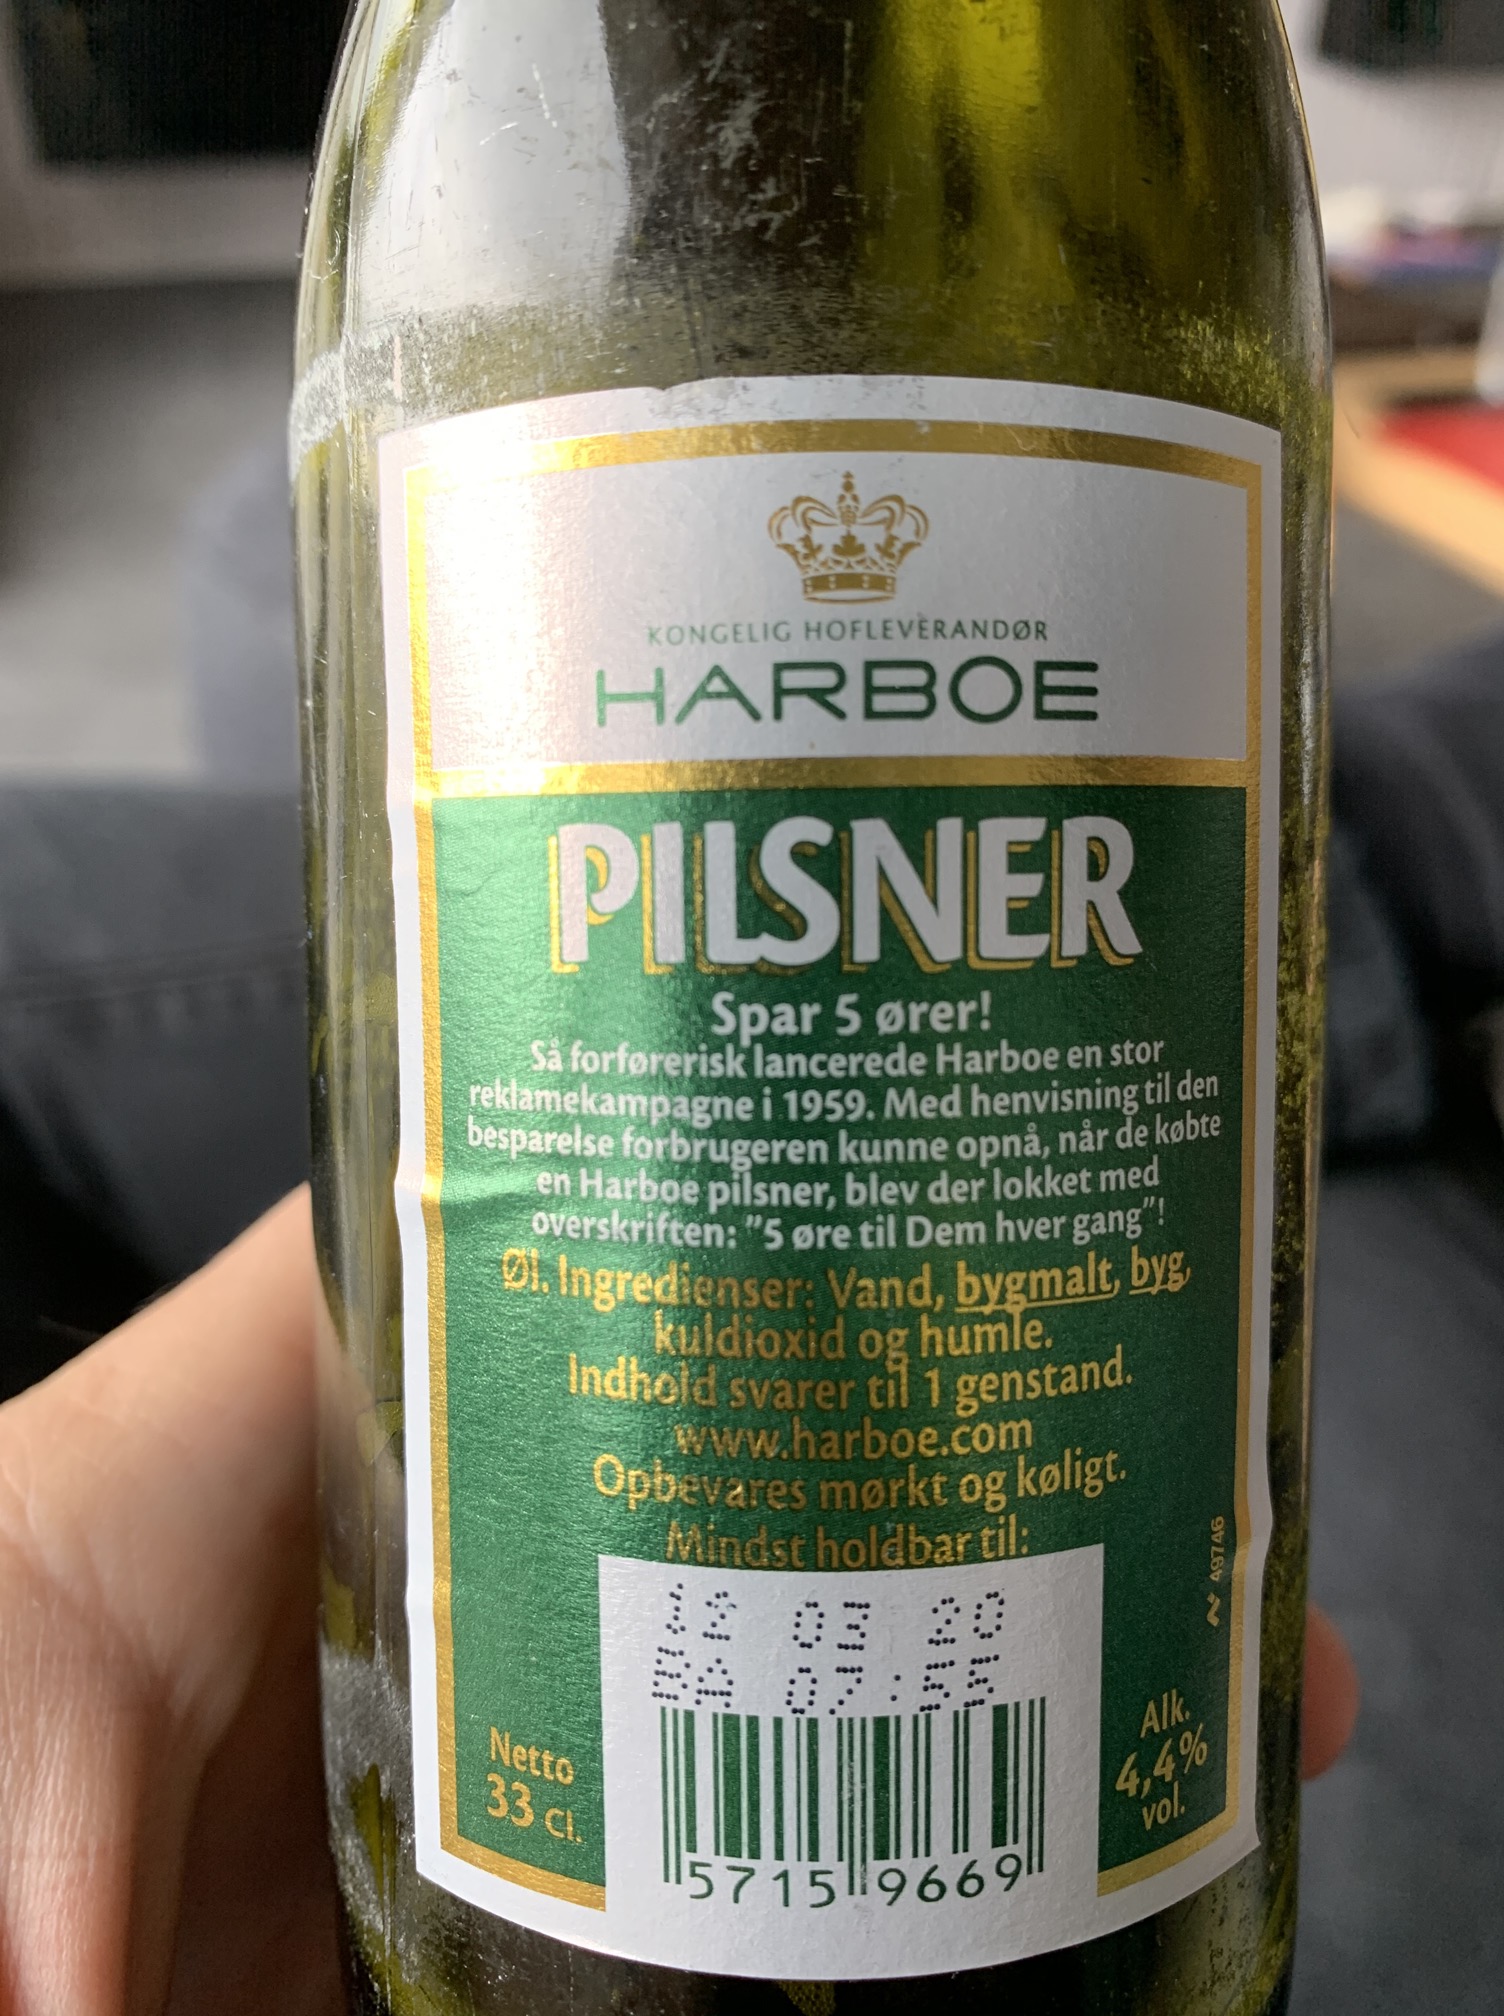 KONGELIG HOFLEVERANDØR
HARBOE
PILSNER
Spar 5 ører!
Så forførerisk lancerede Harboe en stor
reklamekampagne i 1959. Med henvisning til den
besparelse forbrugeren kunne opnå, når de købte
en Harboe pilsner, blev der lokket med
overskriften: "5 øre til Dem hver gang"!
Øl. Ingredienser: Vand, bygmalt, byg,
kuldioxid og humle.
Indhold svarer til 1 genstand.
www.harboe.com
Opbevares mørkt og køligt.
Mindst holdbar til:
12 03 20
BA 07:55
Netto
33 Cl.
Alk.
4,4%
vol.
5715 9669
49746